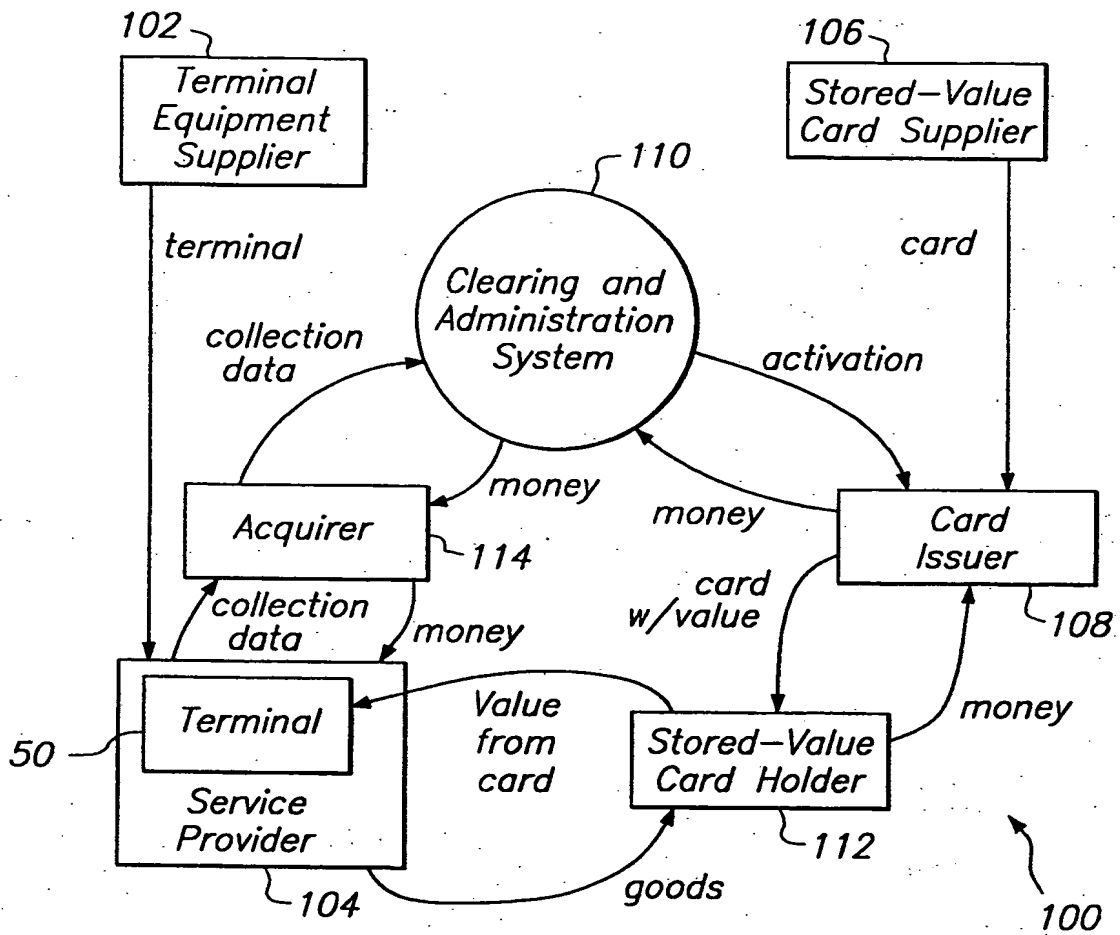 102
Terminal
Equipment
Supplier
106
Stored-Value
Card Supplier
110
terminal
card
Clearing and
Administration
System
collection
data
activation
money
money
Acquirer
114
Card
Issuer
108
collection
data
money
card
w/value
money
Terminal
50
Service
Provider
104
Value
from
card
Stored-Value
Card Holder
112
goods
100